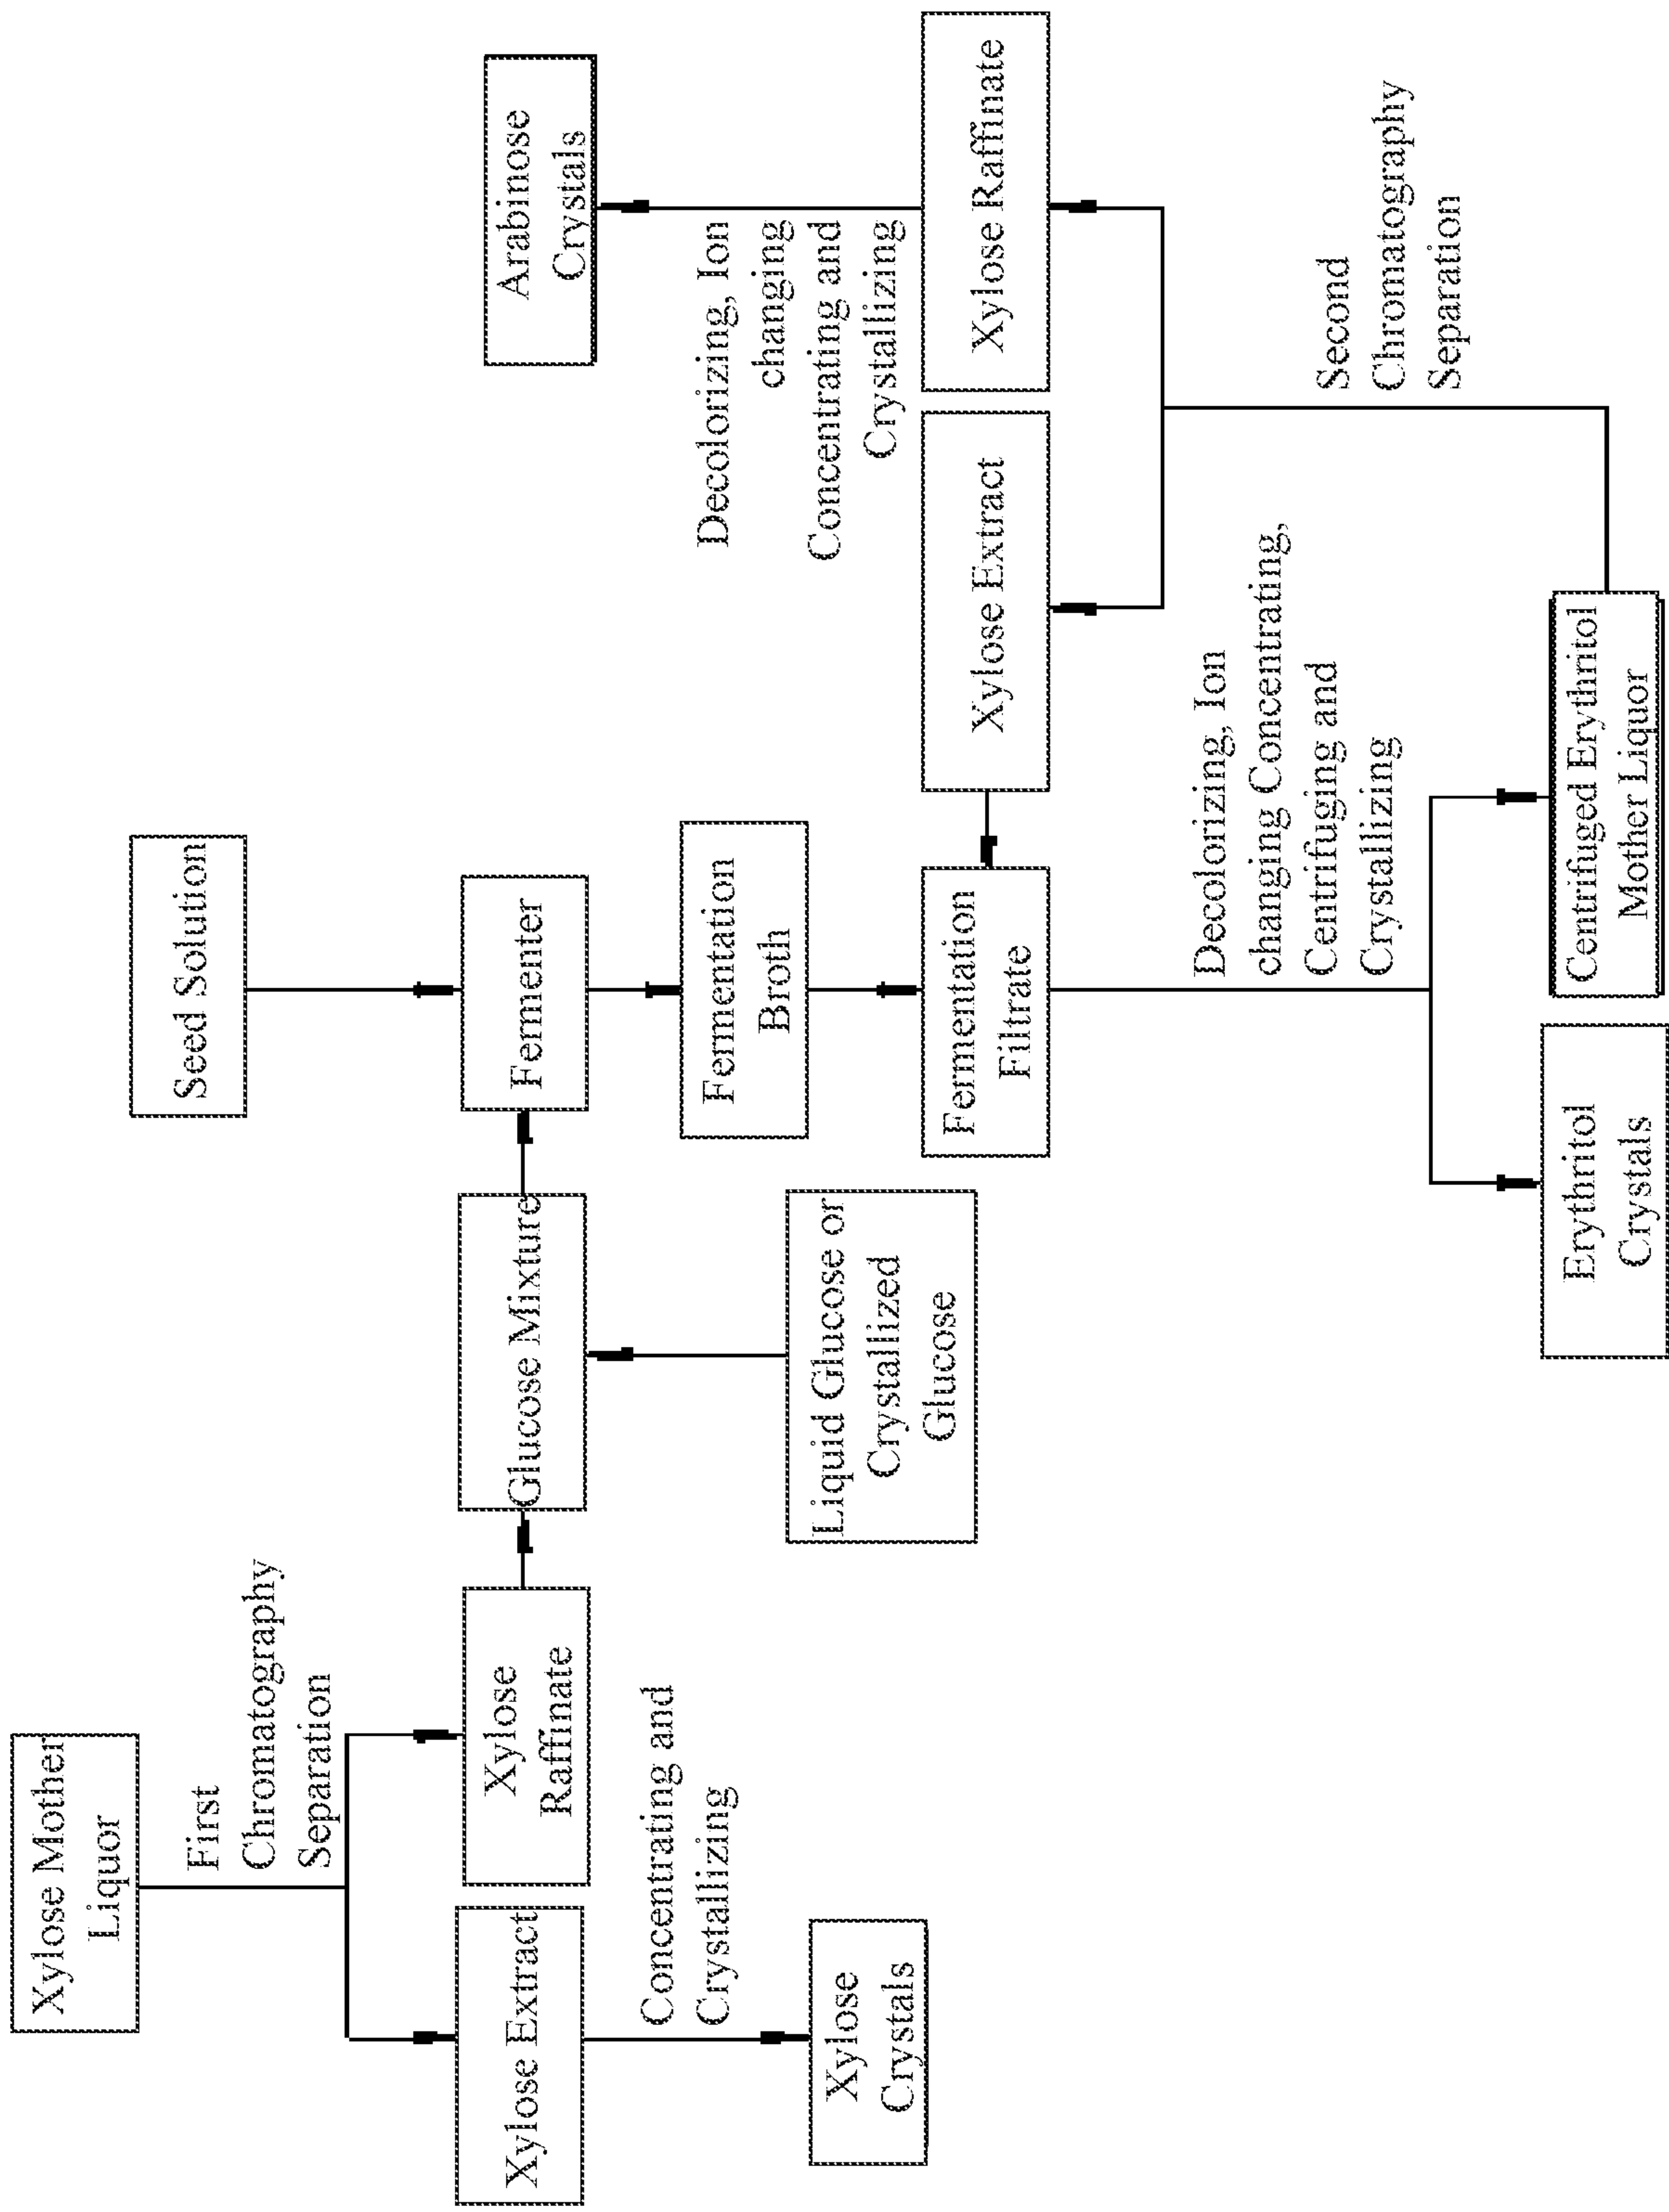 Xylose Mother
Liquor
First
Chromatography
Separation
Xylose Extract
Xylose
Raffinate
Concentrating and
Crystallizing
Xylose
Crystals
Glucose Mixture
Liquid Glucose or
Crystallized
Glucose
Seed Solution
Fermenter
Fermentation
Broth
Fermentation
Filtrate
Decolorizing, Ion
changing Concentrating,
Centrifuging and
Crystallizing
Erythritol
Crystals
Centrifuged Erythritol
Mother Liquor
Second
Chromatography
Separation
Xylose Extract
Xylose Raffinate
Decolorizing, Ion
changing
Concentrating and
Crystallizing
Arabinose
Crystals